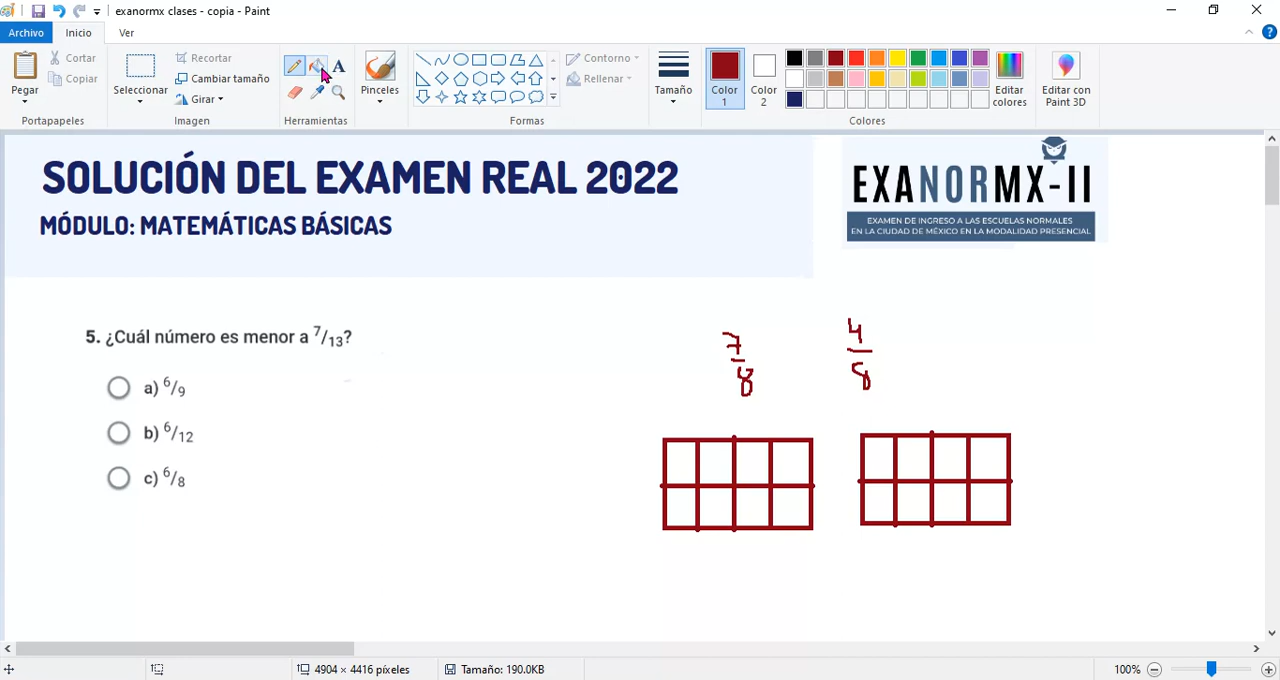 exanormx clases - copia - Paint
Archivo
Inicio
Ver
Pegar
Cortar
Copiar
Portapapeles
Seleccionar
Recortar
Cambiar tamaño
Girar
Imagen
A
Herramientas
Pinceles
Contorno
Rellenar
Formas
Tamaño
Color
1
Color
2
Editar
colores
Editar con
Paint 3D
Colores
SOLUCIÓN DEL EXAMEN REAL 2022
MÓDULO: MATEMÁTICAS BÁSICAS
EXANORMX-II
EXAMEN DE INGRESO A LAS ESCUELAS NORMALES
EN LA CIUDAD DE MÉXICO EN LA MODALIDAD PRESENCIAL
5. ¿Cuál número es menor a 7/13?
a) 6/9
b) 6/12
c) 6/8
7
8
4
8
4904 × 4416 píxeles
Tamaño: 190.0KB
100%